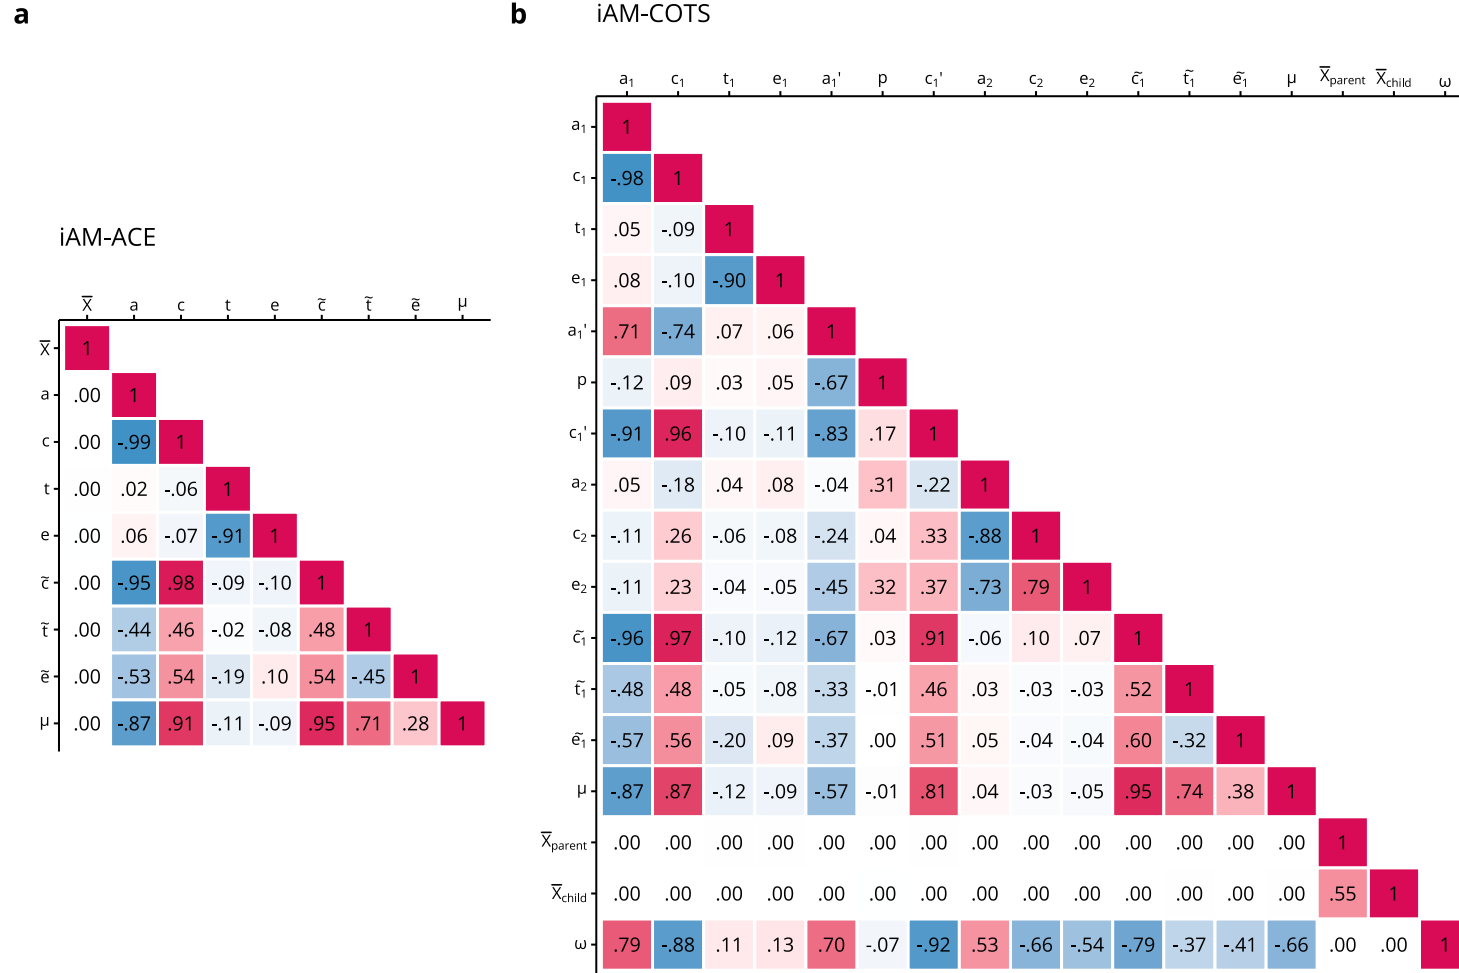 a
iAM-ACE
X̅ a c t e c̃ t̃ ẽ μ
X̅ 1
a .00 1
c .00 -.99 1
t .00 .02 -.06 1
e .00 .06 -.07 -.91 1
c̃ .00 -.95 .98 -.09 -.10 1
t̃ .00 -.44 .46 -.02 -.08 .48 1
ẽ .00 -.53 .54 -.19 .10 .54 -.45 1
μ .00 -.87 .91 -.11 -.09 .95 .71 .28 1
b
iAM-COTS
a₁ c₁ t₁ e₁ a₁' p c₁' a₂ c₂ e₂ c̃₁ t̃₁ ẽ₁ μ X̅parent X̅child ω
a₁ 1
c₁ -.98 1
t₁ .05 -.09 1
e₁ .08 -.10 -.90 1
a₁' .71 -.74 .07 .06 1
p -.12 .09 .03 .05 -.67 1
c₁' -.91 .96 -.10 -.11 -.83 .17 1
a₂ .05 -.18 .04 .08 -.04 .31 -.22 1
c₂ -.11 .26 -.06 -.08 -.24 .04 .33 -.88 1
e₂ -.11 .23 -.04 -.05 -.45 .32 .37 -.73 .79 1
c̃₁ -.96 .97 -.10 -.12 -.67 .03 .91 -.06 .10 .07 1
t̃₁ -.48 .48 -.05 -.08 -.33 -.01 .46 .03 -.03 -.03 .52 1
ẽ₁ -.57 .56 -.20 .09 -.37 .00 .51 .05 -.04 -.04 .60 -.32 1
μ -.87 .87 -.12 -.09 -.57 -.01 .81 .04 -.03 -.05 .95 .74 .38 1
X̅parent .00 .00 .00 .00 .00 .00 .00 .00 .00 .00 .00 .00 .00 .00 1
X̅child .00 .00 .00 .00 .00 .00 .00 .00 .00 .00 .00 .00 .00 .00 .55 1
ω .79 -.88 .11 .13 .70 -.07 -.92 .53 -.66 -.54 -.79 -.37 -.41 -.66 .00 .00 1